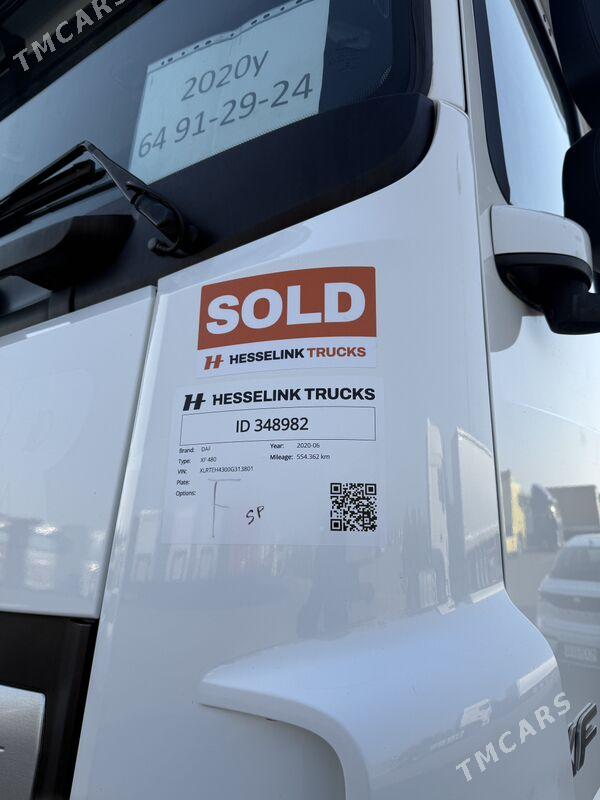 TMCARS
2020y
64 91-29-24
SOLD
HESSELINK TRUCKS
HESSELINK TRUCKS
ID 348982
Brand: DAF Year: 2020-06
Type: XF 480 Mileage: 554.362 km
VIN: XLRTEH4300G313801
Plate:
Options:
T SP
TMCARS